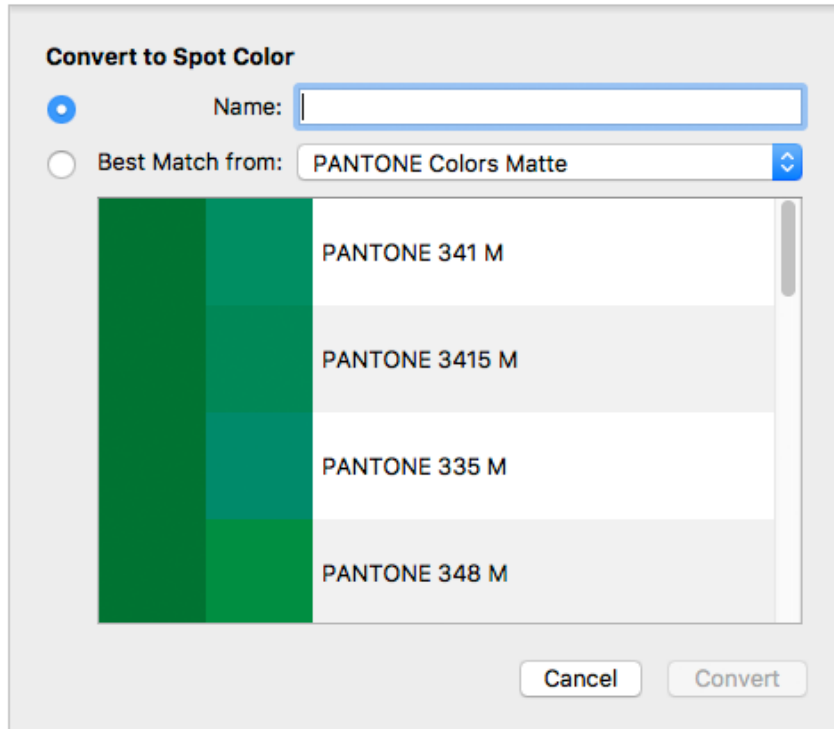 Convert to Spot Color
Name:
Best Match from: PANTONE Colors Matte
PANTONE 341 M
PANTONE 3415 M
PANTONE 335 M
PANTONE 348 M
Cancel Convert